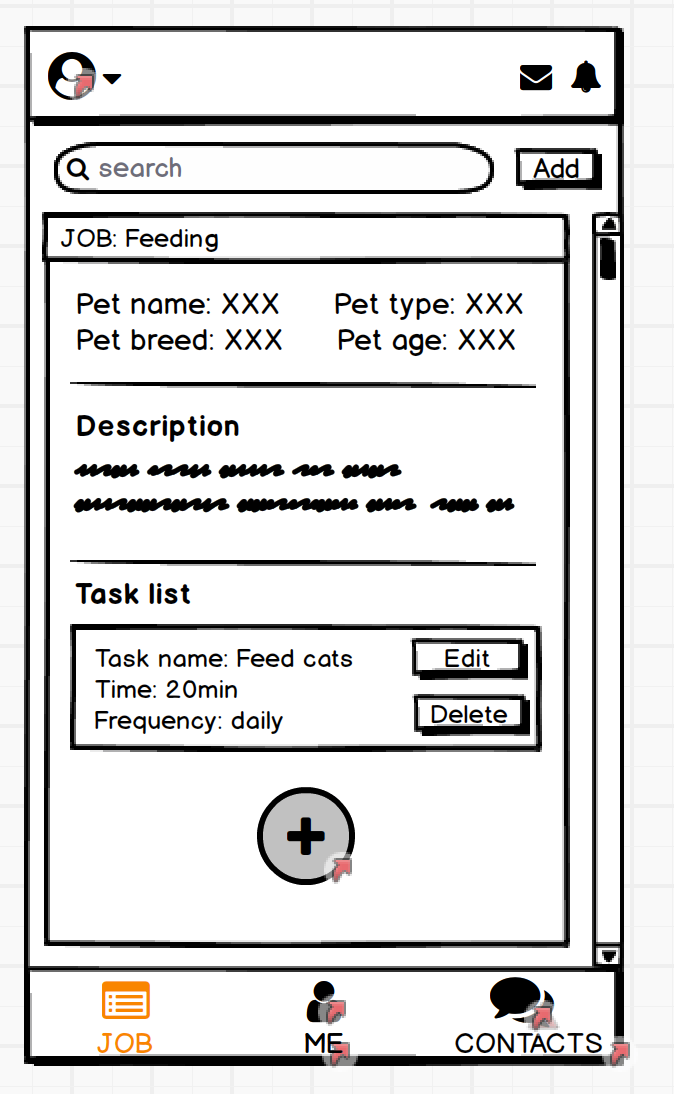 search
Add
JOB: Feeding
Pet name: XXX Pet type: XXX
Pet breed: XXX Pet age: XXX
Description
Task list
Task name: Feed cats
Edit
Time: 20min
Frequency: daily
Delete
JOB
ME
CONTACTS